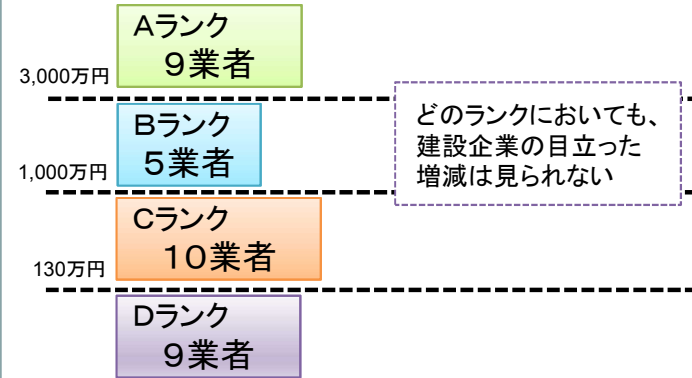 Aランク
9業者
3,000万円
どのランクにおいても、
建設企業の目立った
増減は見られない
Bランク
5業者
1,000万円
Cランク
10業者
130万円
Dランク
9業者